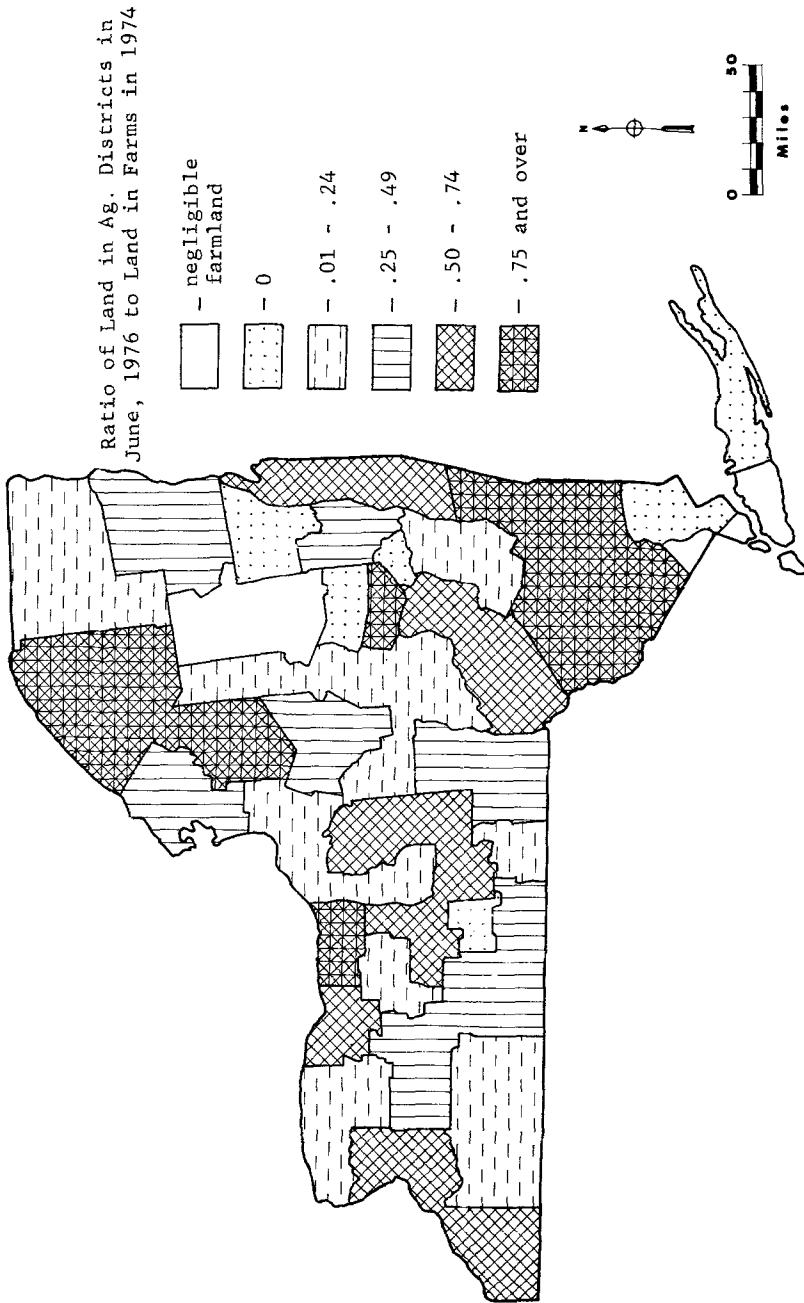 Ratio of Land in Ag. Districts in
June, 1976 to Land in Farms in 1974
- negligible
farmland
- 0
- .01 - .24
- .25 - .49
- .50 - .74
- .75 and over
N
0 50
Miles